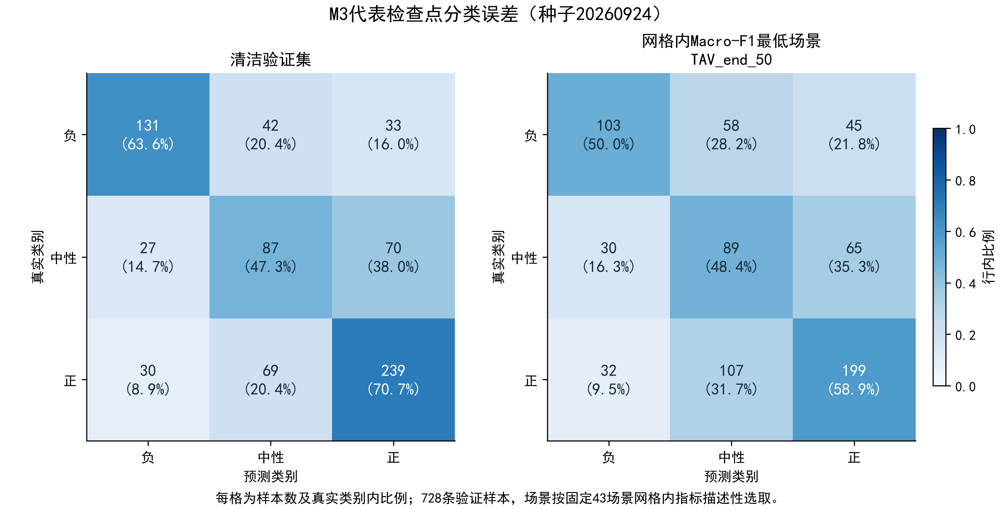 M3代表检查点分类误差（种子20260924）
清洁验证集
真实类别
负
中性
正
131
(63.6%)
42
(20.4%)
33
(16.0%)
27
(14.7%)
87
(47.3%)
70
(38.0%)
30
(8.9%)
69
(20.4%)
239
(70.7%)
负
中性
正
预测类别
网格内Macro-F1最低场景
TAV_end_50
真实类别
负
中性
正
103
(50.0%)
58
(28.2%)
45
(21.8%)
30
(16.3%)
89
(48.4%)
65
(35.3%)
32
(9.5%)
107
(31.7%)
199
(58.9%)
负
中性
正
预测类别
1.0
0.8
0.6
0.4
0.2
0.0
行内比例
每格为样本数及真实类别内比例；728条验证样本，场景按固定43场景网格内指标描述性选取。